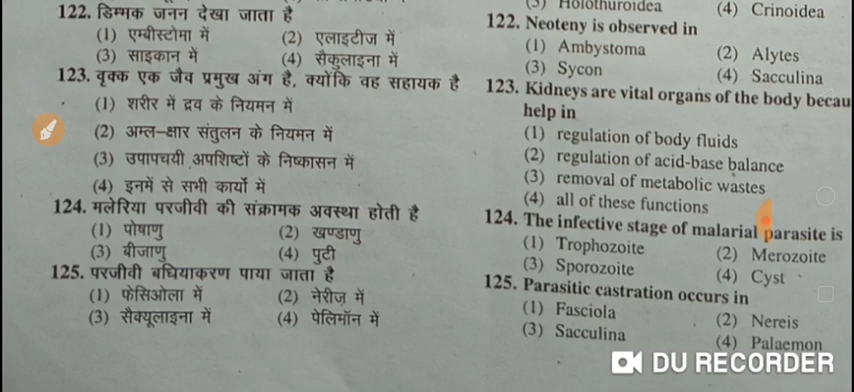 122. डिम्भक जनन देखा जाता है
(1) एम्बीस्टोमा में (2) एलाइटीज में
(3) साइकान में (4) सैकुलाइना में
123. वृक्क एक जैव प्रमुख अंग है, क्योंकि वह सहायक है
(1) शरीर में द्रव के नियमन में
(2) अम्ल-क्षार संतुलन के नियमन में
(3) उपापचयी अपशिष्टों के निष्कासन में
(4) इनमें से सभी कार्यो में
124. मलेरिया परजीवी की संक्रामक अवस्था होती है
(1) पोषाणु (2) खण्डाणु
(3) बीजाणु (4) पुटी
125. परजीवी बधियाकरण पाया जाता है
(1) फेसिओला में (2) नेरीज़ में
(3) सैक्यूलाइना में (4) पेलिमॉन में
(3) Holothuroidea (4) Crinoidea
122. Neoteny is observed in
(1) Ambystoma (2) Alytes
(3) Sycon (4) Sacculina
123. Kidneys are vital organs of the body becau
help in
(1) regulation of body fluids
(2) regulation of acid-base balance
(3) removal of metabolic wastes
(4) all of these functions
124. The infective stage of malarial parasite is
(1) Trophozoite (2) Merozoite
(3) Sporozoite (4) Cyst
125. Parasitic castration occurs in
(1) Fasciola (2) Nereis
(3) Sacculina (4) Palaemon
DU RECORDER